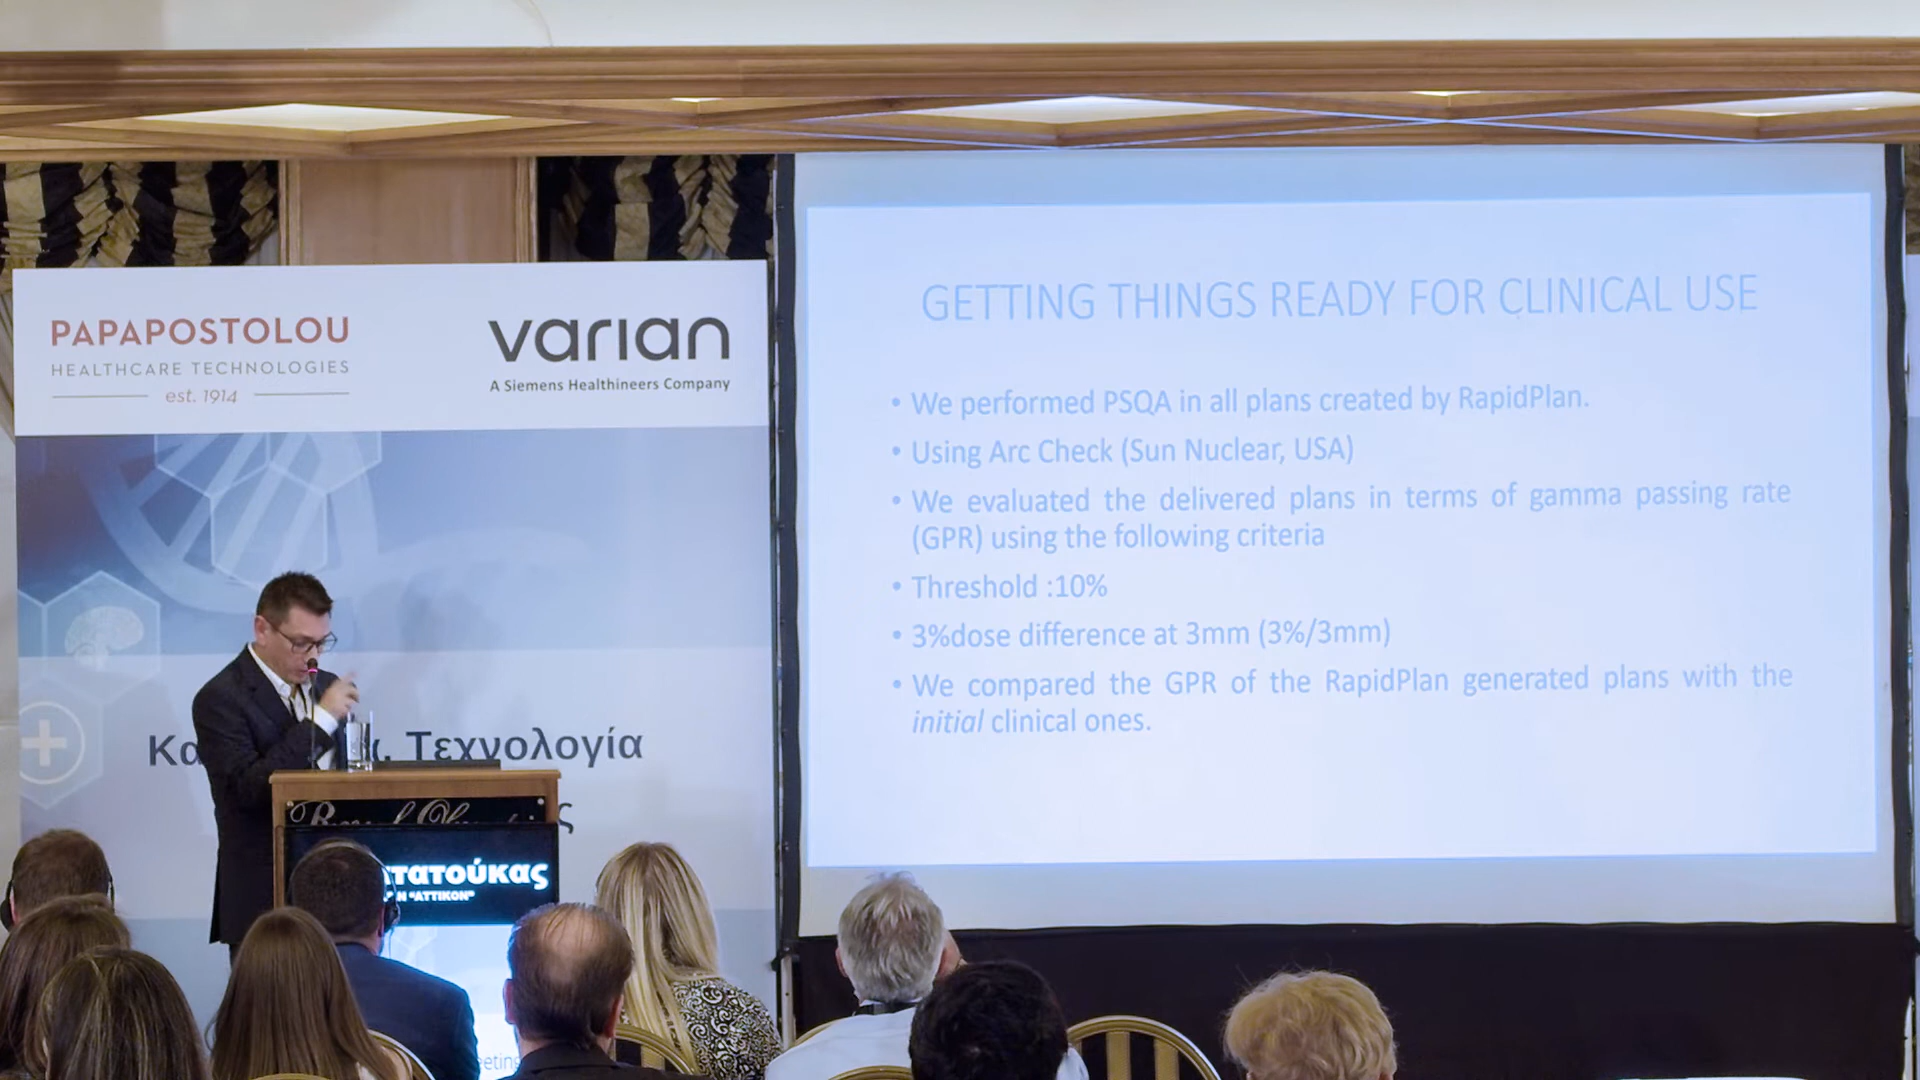 PAPAPOSTOLOU
HEALTHCARE TECHNOLOGIES
est. 1914
varian
A Siemens Healthineers Company
Τεχνολογία
"ΑΤΤΙΚΟΝ"
GETTING THINGS READY FOR CLINICAL USE
• We performed PSQA in all plans created by RapidPlan.
• Using Arc Check (Sun Nuclear, USA)
• We evaluated the delivered plans in terms of gamma passing rate
(GPR) using the following criteria
• Threshold :10%
• 3%dose difference at 3mm (3%/3mm)
• We compared the GPR of the RapidPlan generated plans with the
initial clinical ones.